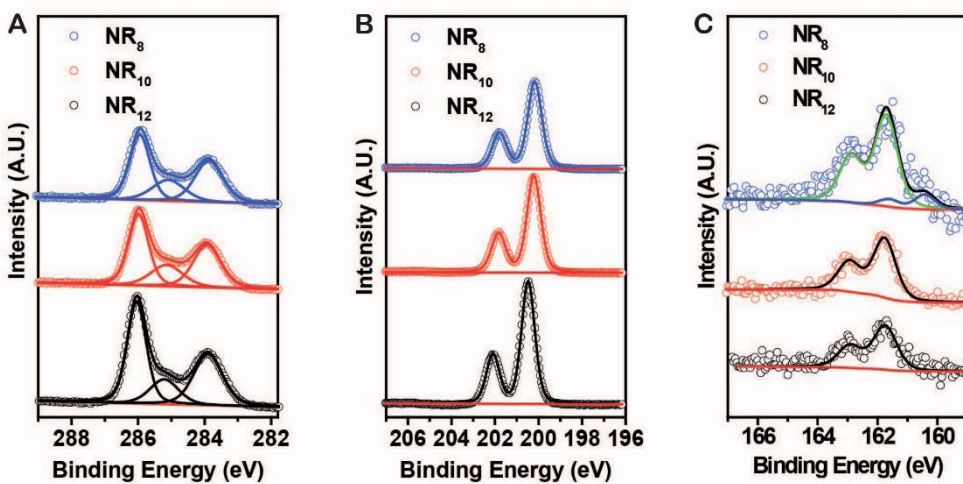 A
NR₈
NR₁₀
NR₁₂
Intensity (A.U.)
288 286 284 282
Binding Energy (eV)
B
NR₈
NR₁₀
NR₁₂
Intensity (A.U.)
206 204 202 200 198 196
Binding Energy (eV)
C
NR₈
NR₁₀
NR₁₂
Intensity (A.U.)
166 164 162 160
Binding Energy (eV)